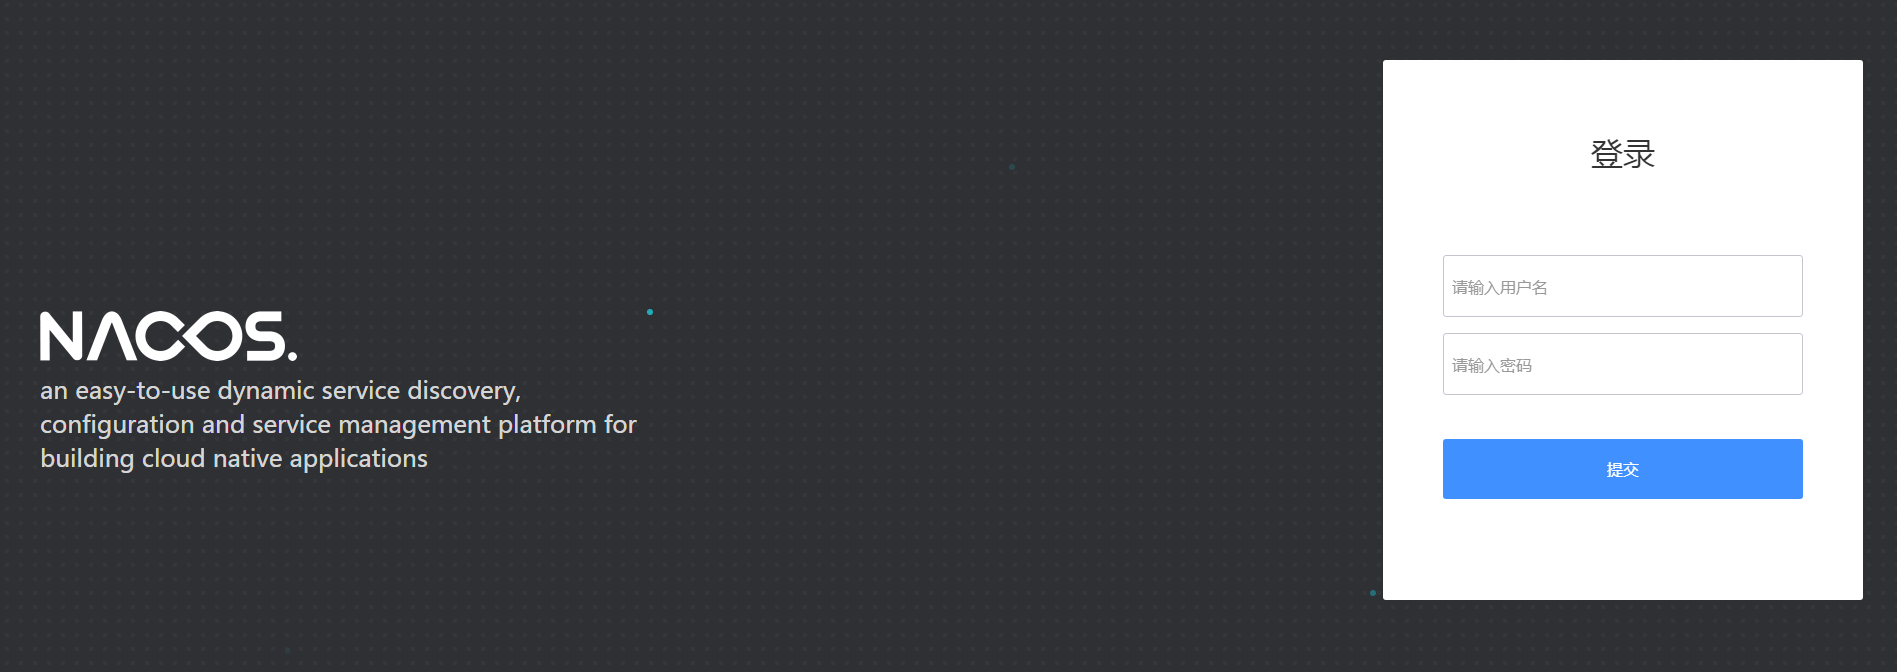 NACOS.
an easy-to-use dynamic service discovery,
configuration and service management platform for
building cloud native applications
登录
请输入用户名
请输入密码
提交